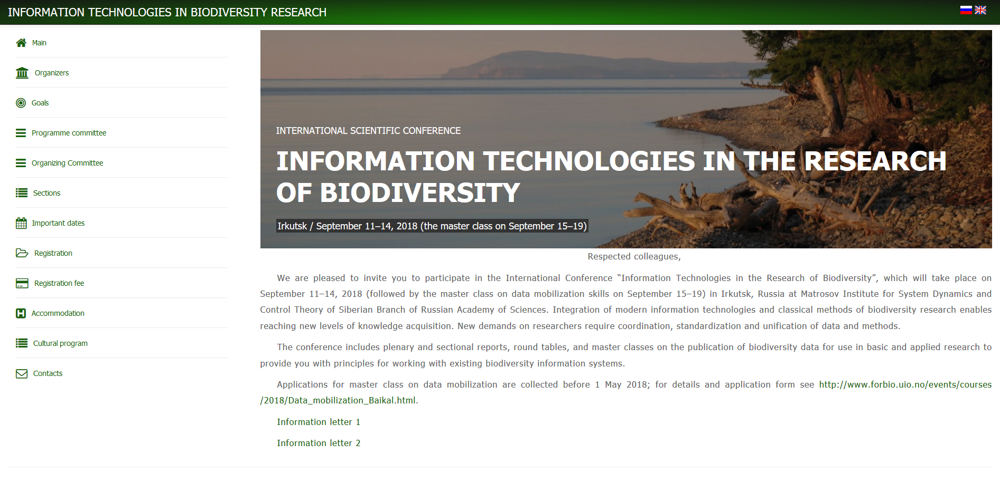 INFORMATION TECHNOLOGIES IN BIODIVERSITY RESEARCH
Main
Organizers
Goals
Programme committee
Organizing Committee
Sections
Important dates
Registration
Registration fee
Accommodation
Cultural program
Contacts
INTERNATIONAL SCIENTIFIC CONFERENCE
INFORMATION TECHNOLOGIES IN THE RESEARCH
OF BIODIVERSITY
Irkutsk / September 11–14, 2018 (the master class on September 15–19)
Respected colleagues,
We are pleased to invite you to participate in the International Conference “Information Technologies in the Research of Biodiversity”, which will take place on
September 11–14, 2018 (followed by the master class on data mobilization skills on September 15–19) in Irkutsk, Russia at Matrosov Institute for System Dynamics and
Control Theory of Siberian Branch of Russian Academy of Sciences. Integration of modern information technologies and classical methods of biodiversity research enables
reaching new levels of knowledge acquisition. New demands on researchers require coordination, standardization and unification of data and methods.
The conference includes plenary and sectional reports, round tables, and master classes on the publication of biodiversity data for use in basic and applied research to
provide you with principles for working with existing biodiversity information systems.
Applications for master class on data mobilization are collected before 1 May 2018; for details and application form see http://www.forbio.uio.no/events/courses
/2018/Data_mobilization_Baikal.html.
Information letter 1
Information letter 2